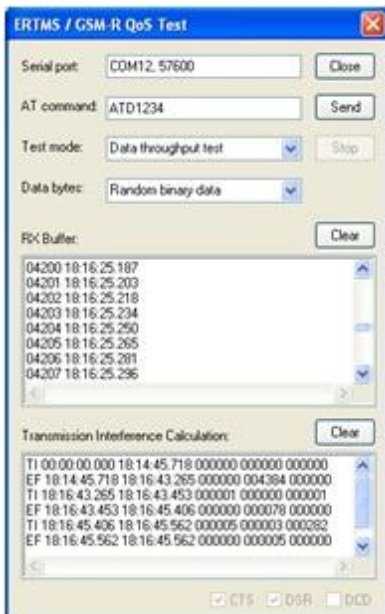 ERTMS / GSM-R QoS Test
Serial port: COM12, 57600 Close
AT command: ATD1234 Send
Test mode: Data throughput test Stop
Data bytes: Random binary data
RX Buffer: Clear
04200 18:16:25.187
04201 18:16:25.203
04202 18:16:25.218
04203 18:16:25.234
04204 18:16:25.250
04205 18:16:25.265
04206 18:16:25.281
04207 18:16:25.296
Transmission Interference Calculation: Clear
TI 00:00:00.000 18:14:45.718 000000 000000 000000
EF 18:14:45.718 18:16:43.265 000000 004384 000000
TI 18:16:43.265 18:16:43.453 000001 000000 000001
EF 18:16:43.453 18:16:45.406 000000 000078 000000
TI 18:16:45.406 18:16:45.562 000005 000003 000282
EF 18:16:45.562 18:16:45.562 000000 000005 000000
CTS DSR DCD